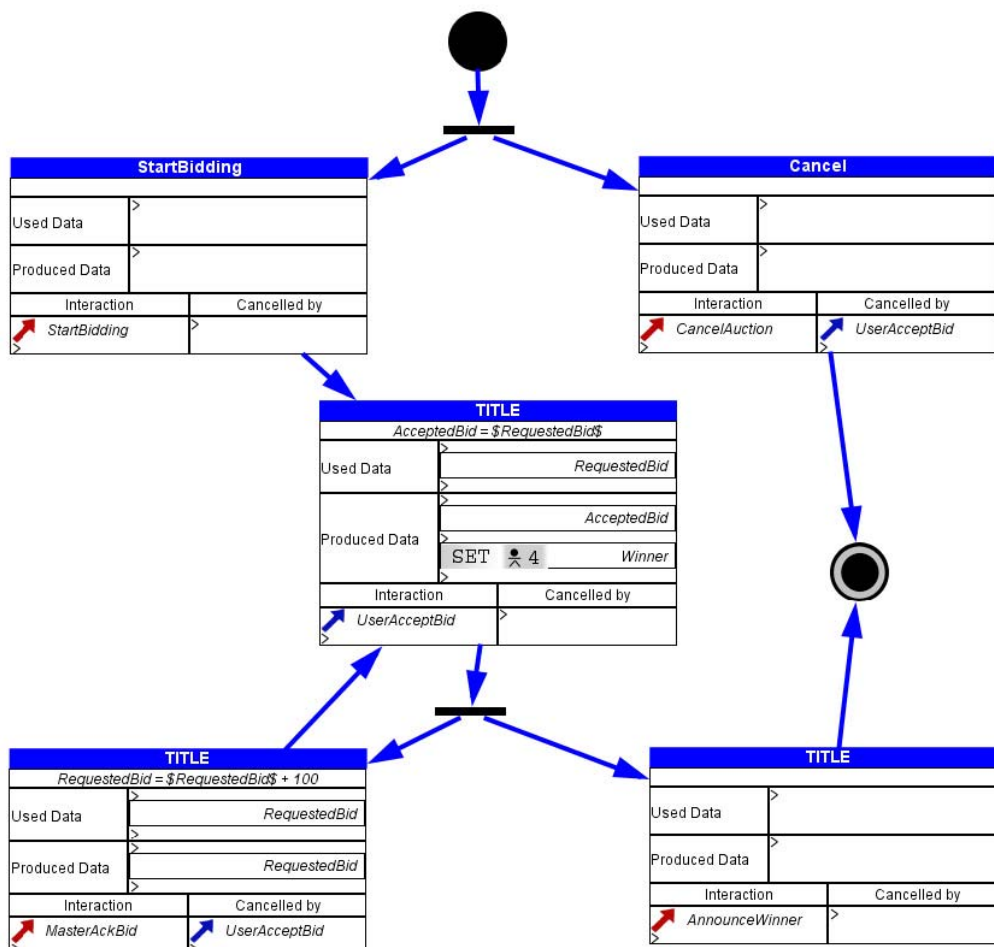 StartBidding
Used Data
>
Produced Data
>
Interaction
Cancelled by
StartBidding
>
>
Cancel
Used Data
>
Produced Data
>
Interaction
Cancelled by
CancelAuction
UserAcceptBid
>
>
TITLE
AcceptedBid = $RequestedBid$
Used Data
>
RequestedBid
>
Produced Data
>
AcceptedBid
>
SET 4 Winner
>
Interaction
Cancelled by
UserAcceptBid
>
>
TITLE
RequestedBid = $RequestedBid$ + 100
Used Data
>
RequestedBid
>
Produced Data
>
RequestedBid
>
Interaction
Cancelled by
MasterAckBid
UserAcceptBid
TITLE
Used Data
>
Produced Data
>
Interaction
Cancelled by
AnnounceWinner
>
>